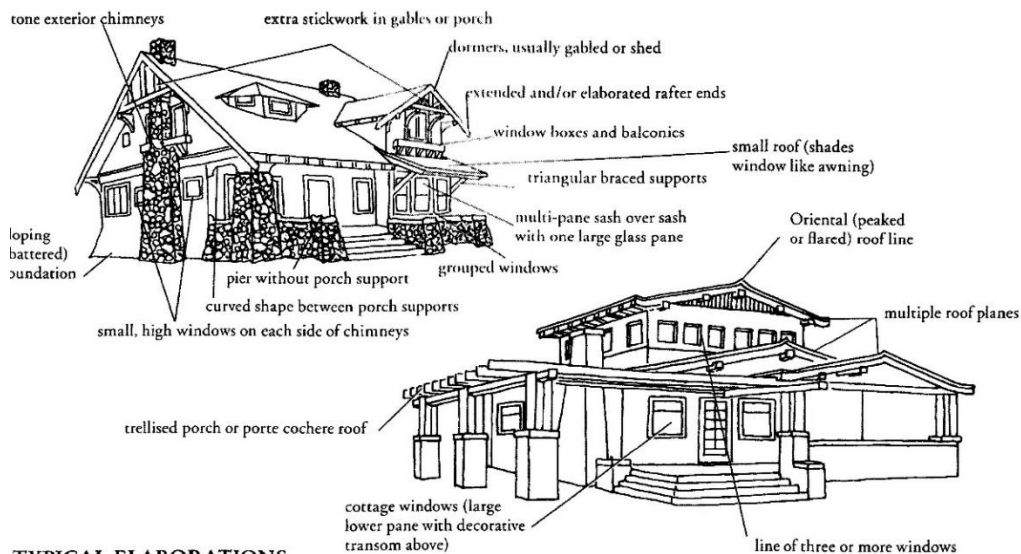 tone exterior chimneys
extra stickwork in gables or porch
dormers, usually gabled or shed
extended and/or elaborated rafter ends
window boxes and balconies
small roof (shades
window like awning)
triangular braced supports
multi-pane sash over sash
with one large glass pane
grouped windows
loping
battered)
oundation
pier without porch support
curved shape between porch supports
small, high windows on each side of chimneys
Oriental (peaked
or flared) roof line
multiple roof planes
trellised porch or porte cochere roof
cottage windows (large
lower pane with decorative
transom above)
line of three or more windows
TYPICAL ELABORATIONS